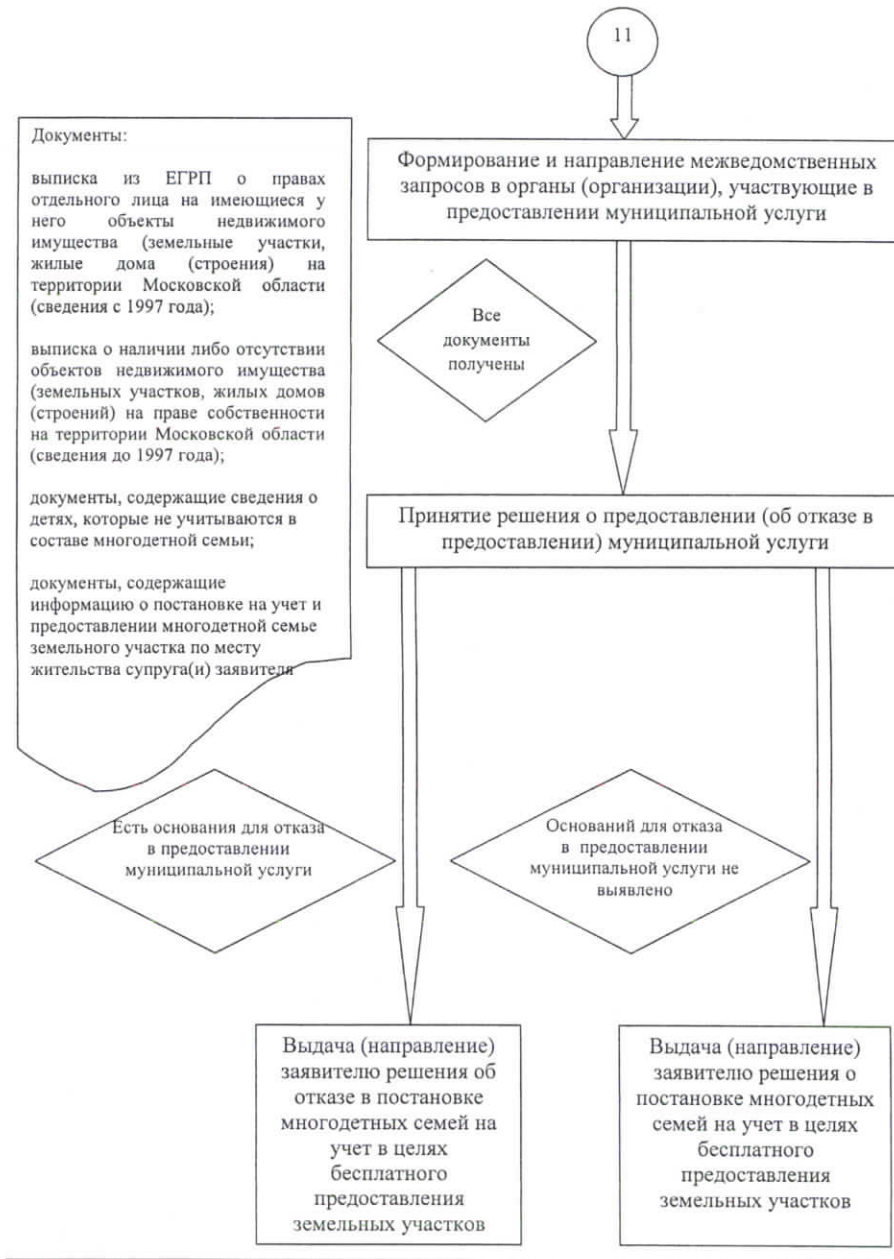 11
Документы:
выписка из ЕГРП о правах
отдельного лица на имеющиеся у
него объекты недвижимого
имущества (земельные участки,
жилые дома (строения) на
территории Московской области
(сведения с 1997 года);
выписка о наличии либо отсутствии
объектов недвижимого имущества
(земельных участков, жилых домов
(строений) на праве собственности
на территории Московской области
(сведения до 1997 года);
документы, содержащие сведения о
детях, которые не учитываются в
составе многодетной семьи;
документы, содержащие
информацию о постановке на учет и
предоставлении многодетной семье
земельного участка по месту
жительства супруга(и) заявителя
Формирование и направление межведомственных
запросов в органы (организации), участвующие в
предоставлении муниципальной услуги
Все
документы
получены
Принятие решения о предоставлении (об отказе в
предоставлении) муниципальной услуги
Есть основания для отказа
в предоставлении
муниципальной услуги
Оснований для отказа
в предоставлении
муниципальной услуги не
выявлено
Выдача (направление)
заявителю решения об
отказе в постановке
многодетных семей на
учет в целях
бесплатного
предоставления
земельных участков
Выдача (направление)
заявителю решения о
постановке многодетных
семей на учет в целях
бесплатного
предоставления
земельных участков